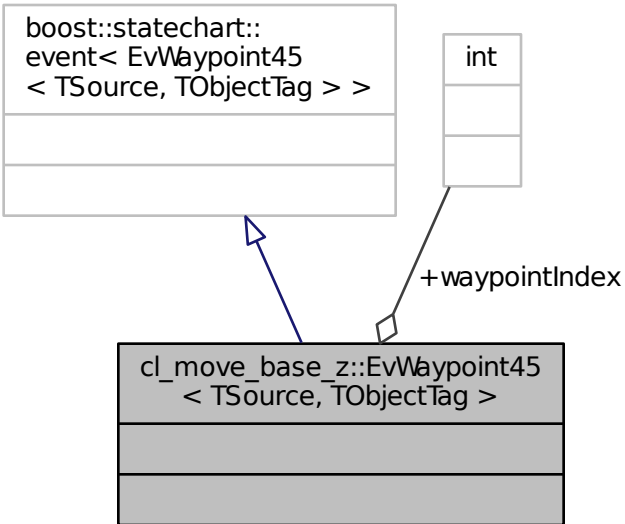 boost::statechart::
event< EvWaypoint45
< TSource, TObjectTag > >
int
+waypointIndex
cl_move_base_z::EvWaypoint45
< TSource, TObjectTag >